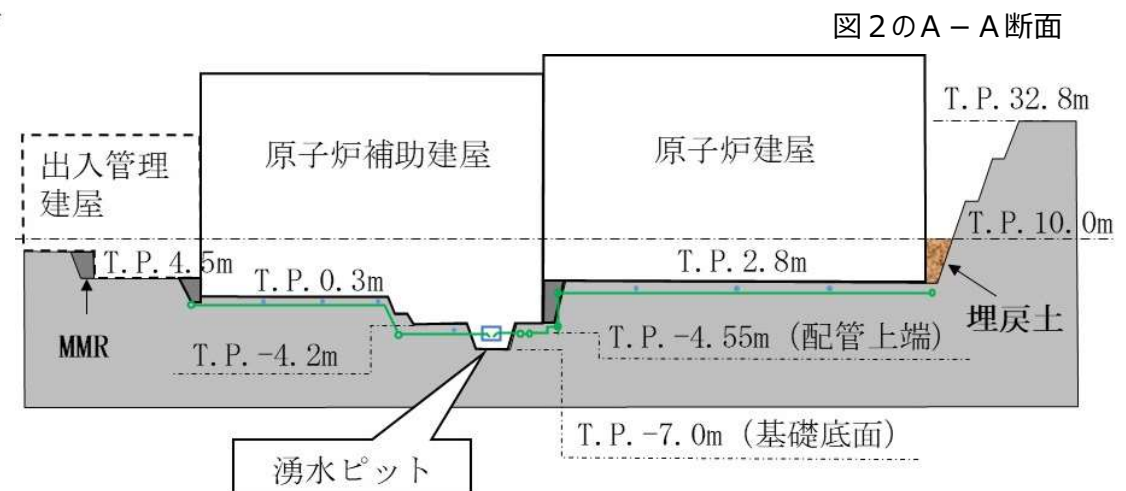 図2のA－A断面
T.P.32.8m
原子炉補助建屋
原子炉建屋
出入管理
建屋
T.P.10.0m
T.P.4.5m
T.P.0.3m
T.P.2.8m
埋戻土
MMR
T.P.-4.2m
T.P.-4.55m（配管上端）
T.P.-7.0m（基礎底面）
湧水ピット